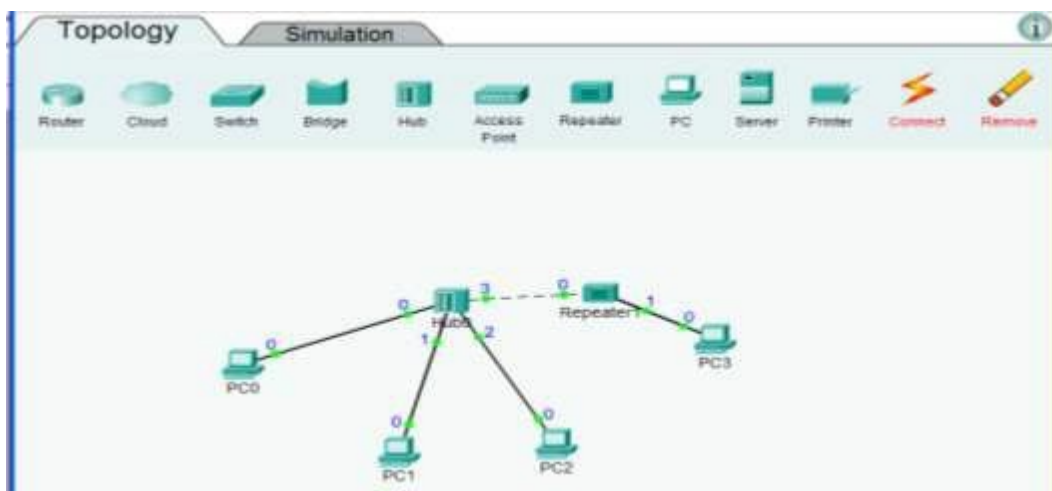 Topology Simulation i
Router Cloud Switch Bridge Hub Access Point Repeater PC Server Printer Connect Remove
3 0
0 1
Repeater1
0 0
1 2
PC3
0
PC0
0 0
PC1
PC2